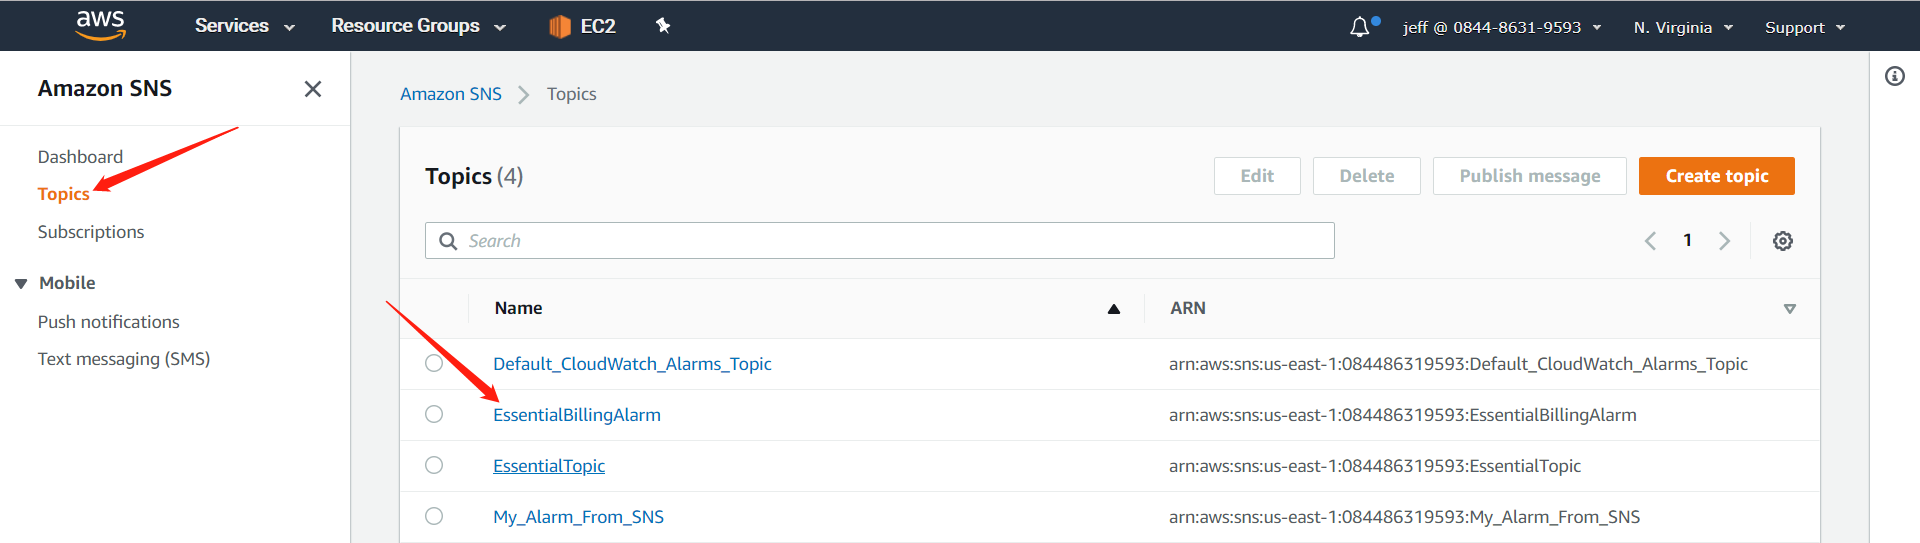 aws Services Resource Groups EC2 jeff @ 0844-8631-9593 N. Virginia Support
Amazon SNS
Dashboard
Topics
Subscriptions
Mobile
Push notifications
Text messaging (SMS)
Amazon SNS Topics
Topics (4) Edit Delete Publish message Create topic
Search 1
Name ARN
Default_CloudWatch_Alarms_Topic arn:aws:sns:us-east-1:084486319593:Default_CloudWatch_Alarms_Topic
EssentialBillingAlarm arn:aws:sns:us-east-1:084486319593:EssentialBillingAlarm
EssentialTopic arn:aws:sns:us-east-1:084486319593:EssentialTopic
My_Alarm_From_SNS arn:aws:sns:us-east-1:084486319593:My_Alarm_From_SNS